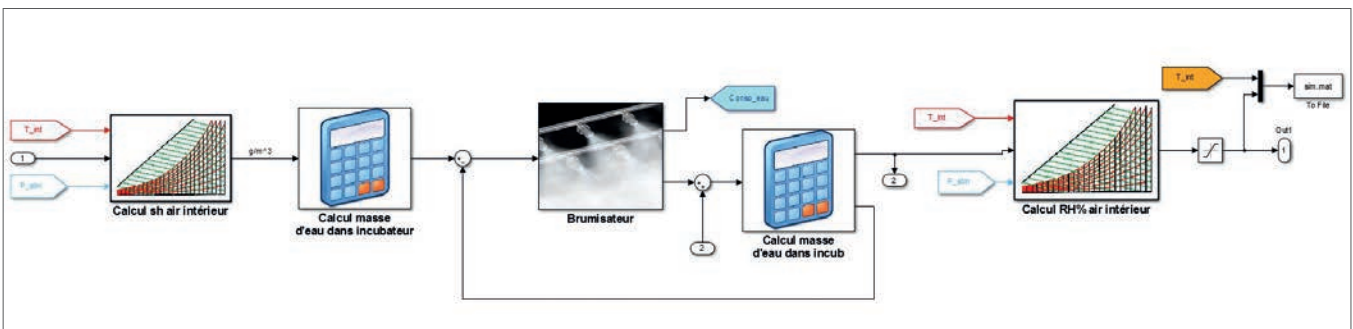 T_int
1
P_atm
Calcul sh air intérieur
g/m^3
Calcul masse
d'eau dans incubateur
Brumisateur
Conso_eau
2
Calcul masse
d'eau dans incub
2
T_int
P_atm
Calcul RH% air intérieur
T_int
sim.mat
To File
Out1
1